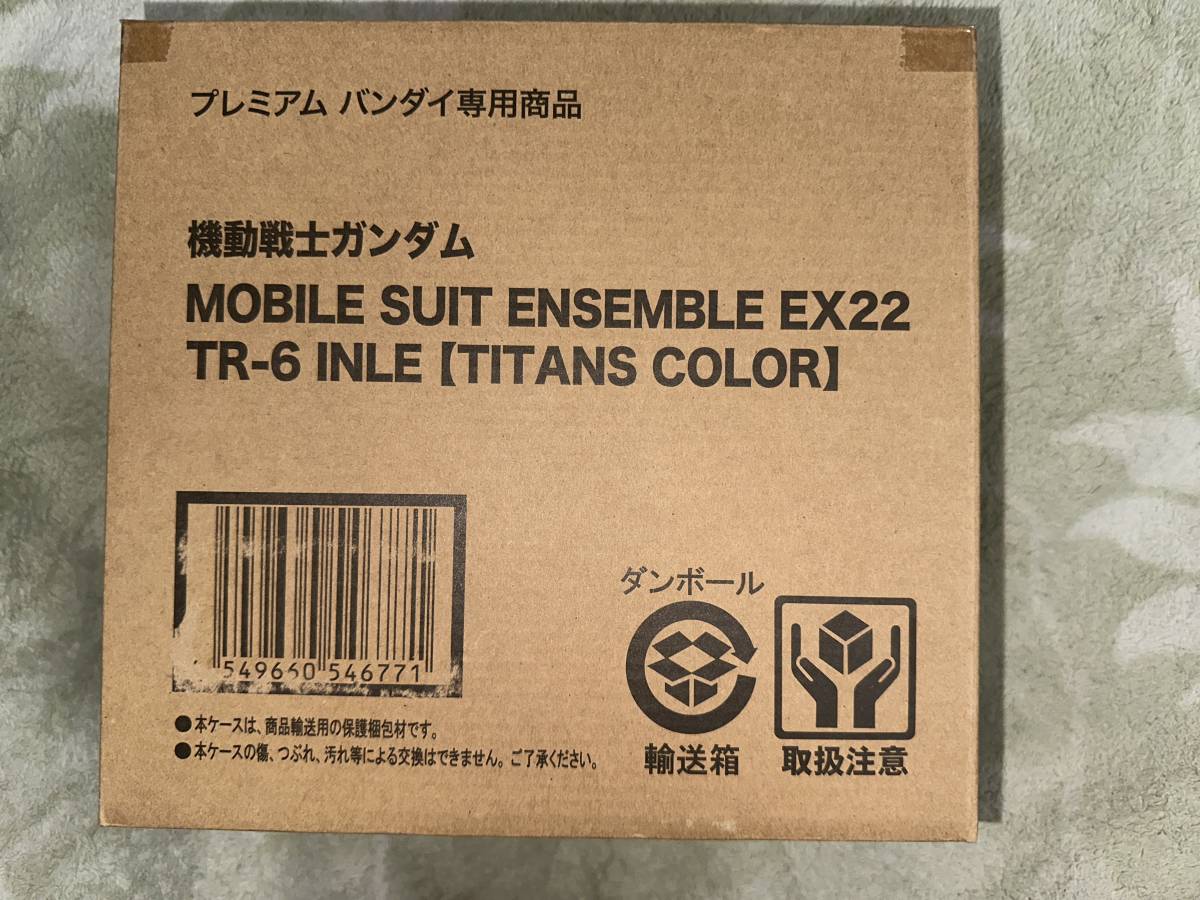 プレミアム バンダイ専用商品
機動戦士ガンダム
MOBILE SUIT ENSEMBLE EX22
TR-6 INLE【TITANS COLOR】
549660 546771
●本ケースは、商品輸送用の保護梱包材です。
●本ケースの傷、つぶれ、汚れ等による交換はできません。ご了承ください。
ダンボール
輸送箱
取扱注意